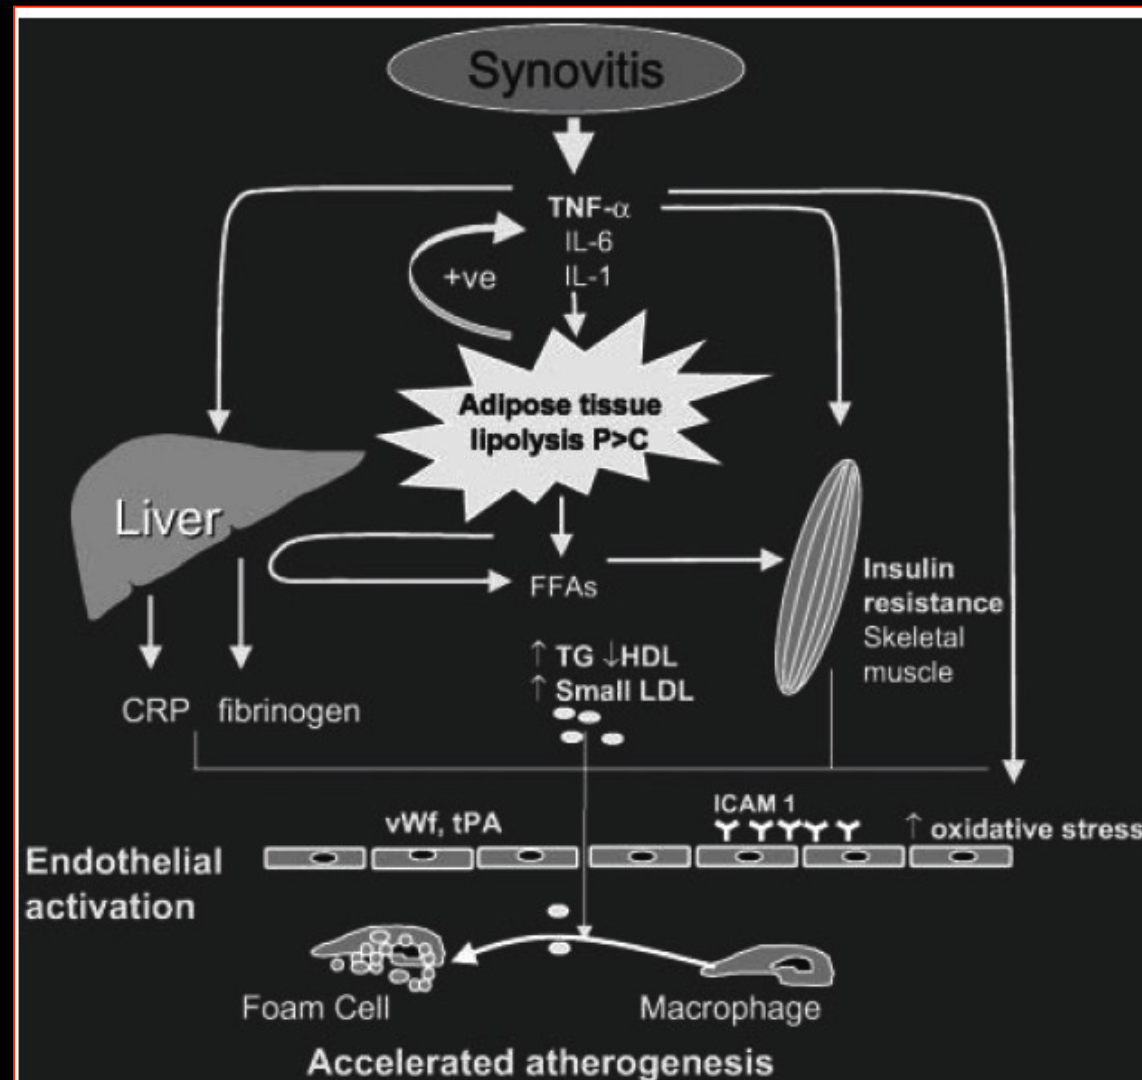 Synovitis
TNF-α
IL-6
+ve
IL-1
Adipose tissue
lipolysis P>C
Liver
FFAs
Insulin
resistance
Skeletal
muscle
↑ TG ↓HDL
↑ Small LDL
CRP fibrinogen
ICAM 1
vWf, tPA
↑ oxidative stress
Endothelial
activation
Foam Cell
Macrophage
Accelerated atherogenesis